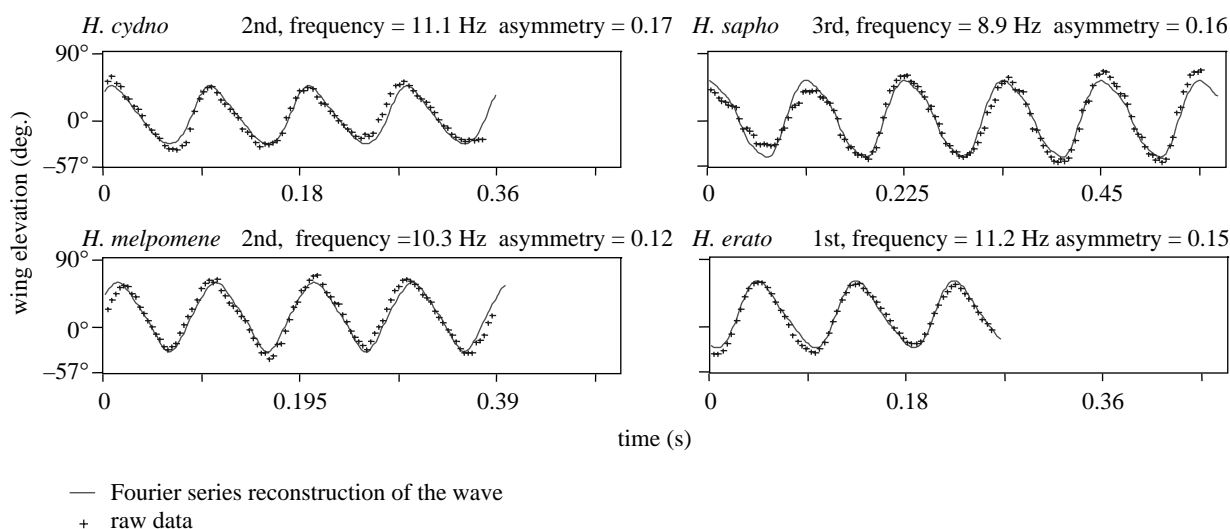 H. cydno 2nd, frequency = 11.1 Hz asymmetry = 0.17
H. sapho 3rd, frequency = 8.9 Hz asymmetry = 0.16
90°
0°
–57°
0 0.18 0.36
0 0.225 0.45
wing elevation (deg.)
H. melpomene 2nd, frequency =10.3 Hz asymmetry = 0.12
H. erato 1st, frequency = 11.2 Hz asymmetry = 0.15
90°
0°
–57°
0 0.195 0.39
0 0.18 0.36
time (s)
— Fourier series reconstruction of the wave
+ raw data